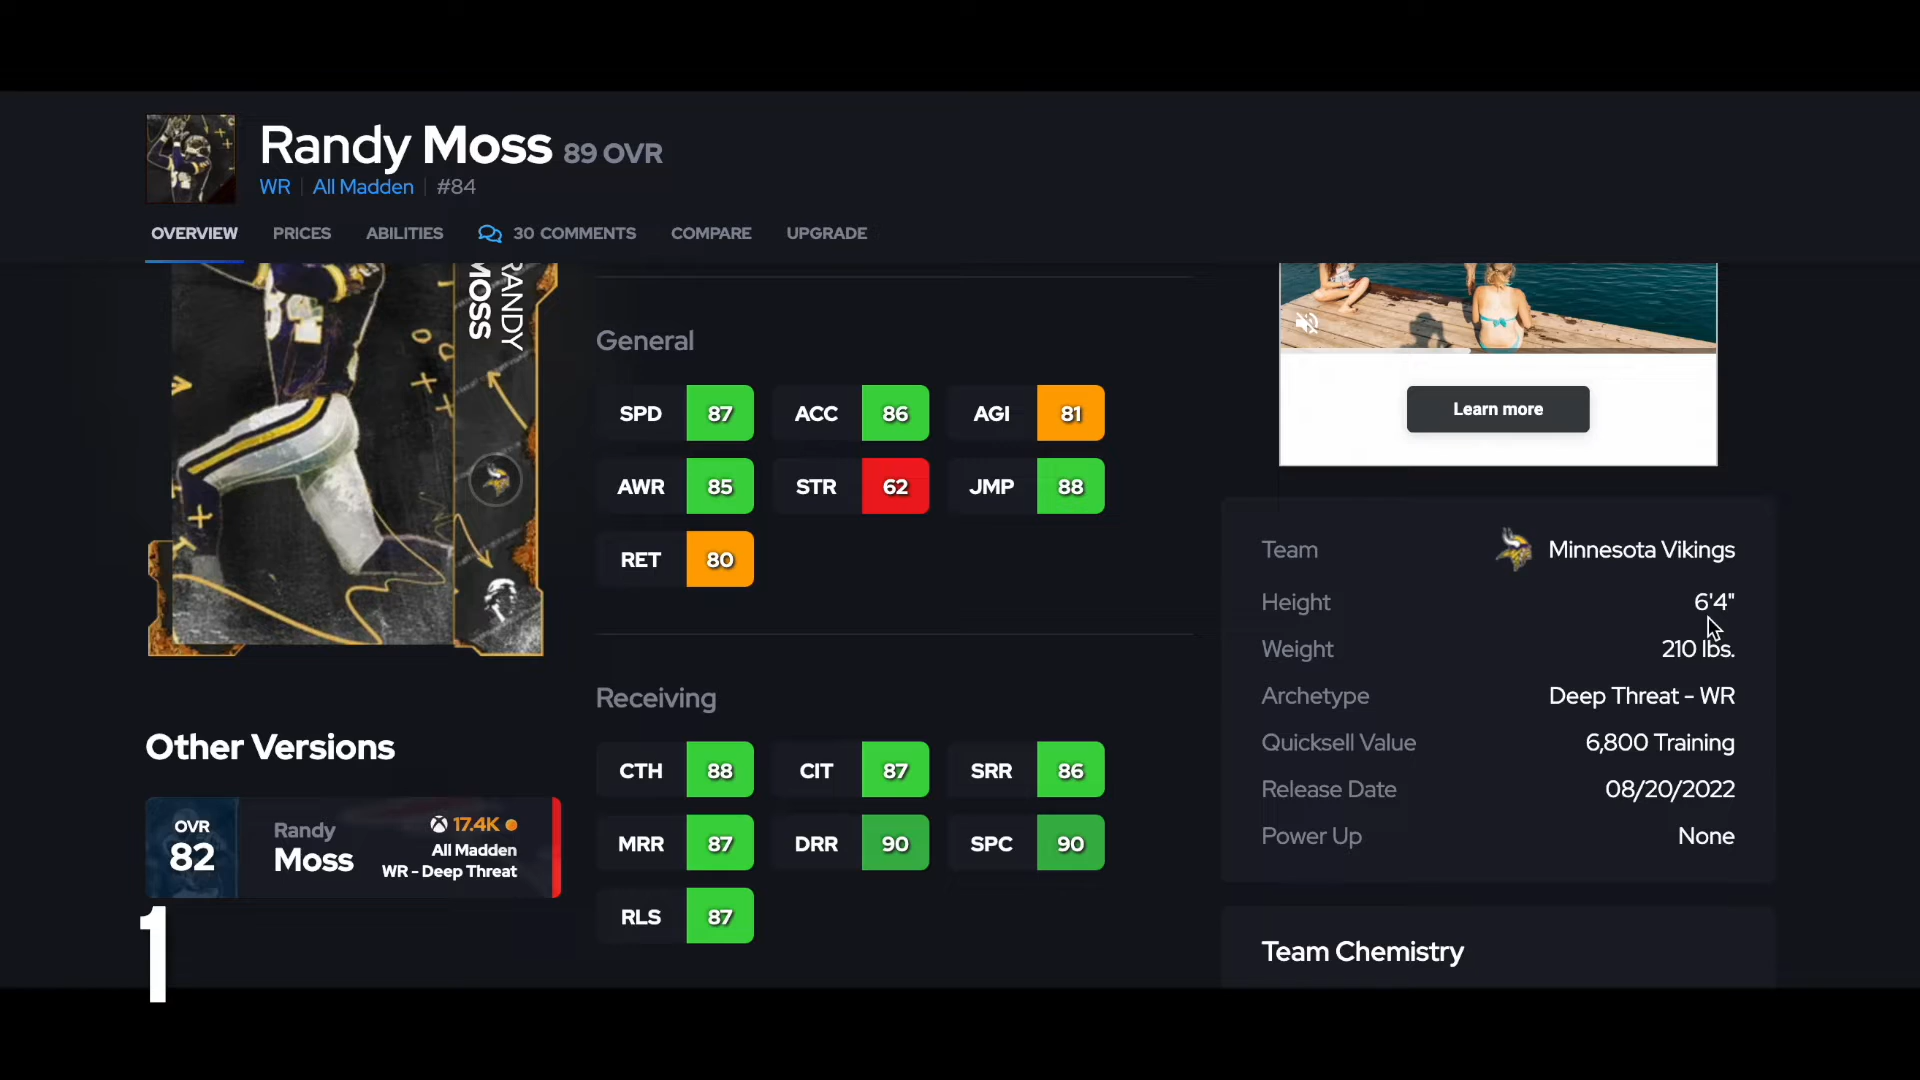 Randy Moss 89 OVR
WR All Madden #84
OVERVIEW PRICES ABILITIES 30 COMMENTS COMPARE UPGRADE
RANDY
MOSS
General
SPD 87 ACC 86 AGI 81
AWR 85 STR 62 JMP 88
RET 80
Receiving
CTH 88 CIT 87 SRR 86
MRR 87 DRR 90 SPC 90
RLS 87
Other Versions
OVR
82
Randy
Moss
17.4K
All Madden
WR - Deep Threat
1
Learn more
Team Minnesota Vikings
Height 6'4"
Weight 210 lbs.
Archetype Deep Threat - WR
Quicksell Value 6,800 Training
Release Date 08/20/2022
Power Up None
Team Chemistry